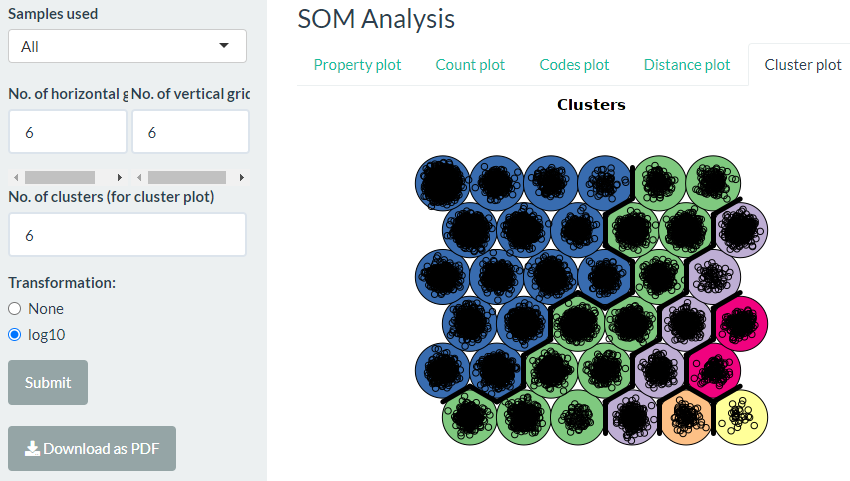 Samples used
All
No. of horizontal g
No. of vertical grid
6
6
No. of clusters (for cluster plot)
6
Transformation:
None
log10
Submit
Download as PDF
SOM Analysis
Property plot
Count plot
Codes plot
Distance plot
Cluster plot
Clusters